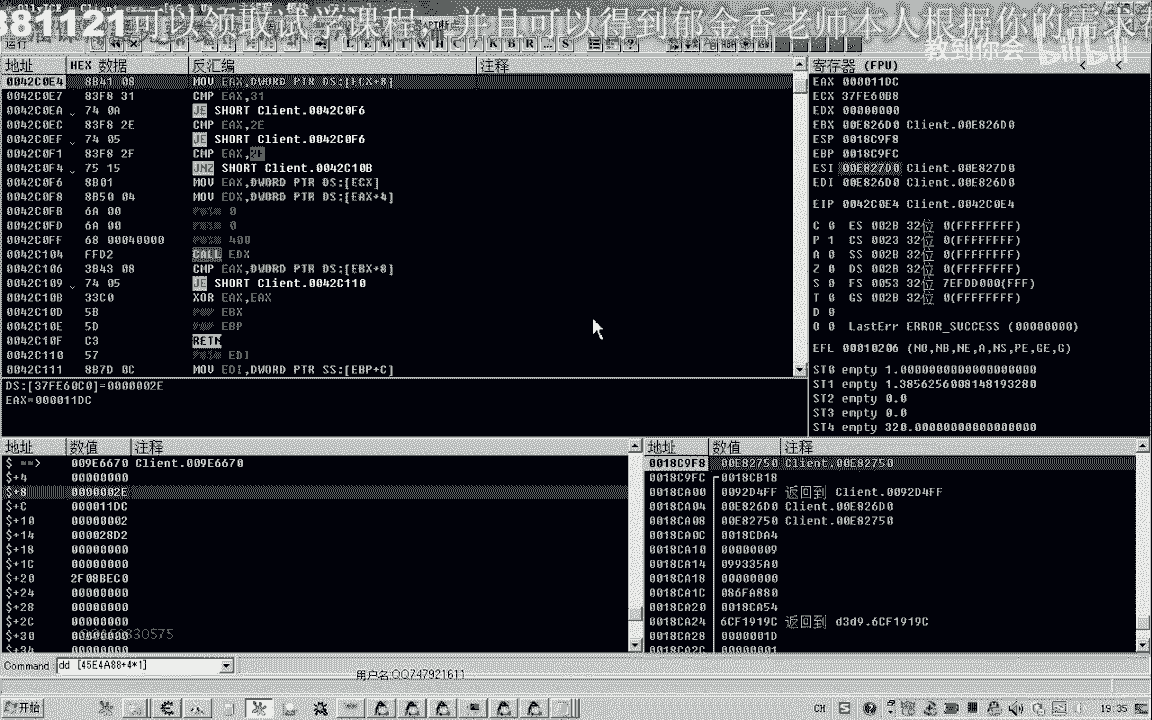 381121可以领取试学课程，并且可以得到郁金香老师本人根据你的需求
教到你会 bilibili
L E M T W H C / K B R ... S
地址 HEX 数据 反汇编 注释
0042C0E4 8B41 08 MOV EAX,DWORD PTR DS:[ECX+8]
0042C0E7 83F8 31 CMP EAX,31
0042C0EA 74 0A JE SHORT Client.0042C0F6
0042C0EC 83F8 2E CMP EAX,2E
0042C0EF 74 05 JE SHORT Client.0042C0F6
0042C0F1 83F8 2F CMP EAX,2F
0042C0F4 75 15 JNZ SHORT Client.0042C10B
0042C0F6 8B01 MOV EAX,DWORD PTR DS:[ECX]
0042C0F8 8B50 04 MOV EDX,DWORD PTR DS:[EAX+4]
0042C0FB 6A 00 PUSH 0
0042C0FD 6A 00 PUSH 0
0042C0FF 68 00040000 PUSH 400
0042C104 FFD2 CALL EDX
0042C106 3B43 08 CMP EAX,DWORD PTR DS:[EBX+8]
0042C109 74 05 JE SHORT Client.0042C110
0042C10B 33C0 XOR EAX,EAX
0042C10D 5B POP EBX
0042C10E 5D POP EBP
0042C10F C3 RETN
0042C110 57 PUSH EDI
0042C111 8B7D 0C MOV EDI,DWORD PTR SS:[EBP+C]
DS:[37FE60C0]=0000002E
EAX=000011DC
寄存器 (FPU) < <
EAX 000011DC
ECX 37FE60B8
EDX 00000000
EBX 00E826D0 Client.00E826D0
ESP 0018C9F8
EBP 0018C9FC
ESI 00E827D0 Client.00E827D0
EDI 00E826D0 Client.00E826D0
EIP 0042C0E4 Client.0042C0E4
C 0 ES 002B 32位 0(FFFFFFFF)
P 1 CS 0023 32位 0(FFFFFFFF)
A 0 SS 002B 32位 0(FFFFFFFF)
Z 0 DS 002B 32位 0(FFFFFFFF)
S 0 FS 0053 32位 7EFDD000(FFF)
T 0 GS 002B 32位 0(FFFFFFFF)
D 0
O 0 LastErr ERROR_SUCCESS (00000000)
EFL 00010206 (NO,NB,NE,A,NS,PE,GE,G)
ST0 empty 1.0000000000000000000
ST1 empty 1.3856256008148193280
ST2 empty 0.0
ST3 empty 0.0
ST4 empty 320.00000000000000000
地址 数值 注释
$ ==> 009E6670 Client.009E6670
$+4 00000000
$+8 0000002E
$+C 000011DC
$+10 00000002
$+14 000028D2
$+18 00000000
$+1C 00000000
$+20 2F08BEC0
$+24 00000000
$+28 00000000
$+2C 00000000
$+30 00000000
$+34 00000000
地址 数值 注释
0018C9F8 00E82750 Client.00E82750
0018C9FC 0018CB18
0018CA00 0092D4FF 返回到 Client.0092D4FF
0018CA04 00E826D0 Client.00E826D0
0018CA08 00E82750 Client.00E82750
0018CA0C 0018CDA4
0018CA10 00000009
0018CA14 099335A0
0018CA18 00000000
0018CA1C 086FA880
0018CA20 0018CA54
0018CA24 6CF1919C 返回到 d3d9.6CF1919C
0018CA28 0000001D
0018CA2C 00000001
Command: dd [45E4A88+4*1]
用户名:QQ747921611
开始 CH 19:35